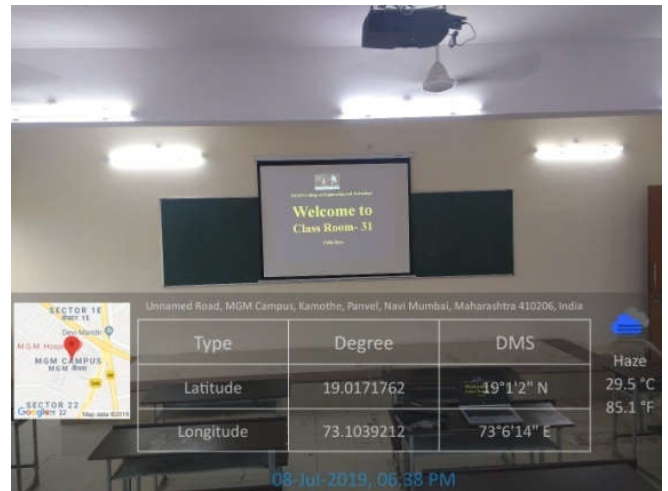 Welcome to
Class Room- 31
Unnamed Road, MGM Campus, Kamothe, Panvel, Navi Mumbai, Maharashtra 410206, India
SECTOR 1E
Devi Mandir
M.G.M. Hosp
MGM CAMPUS
SECTOR 22
Google
Map data ©2019
Type Degree DMS
Latitude 19.0171762 19°1'2" N
Longitude 73.1039212 73°6'14" E
Haze
29.5 °C
85.1 °F
08-Jul-2019, 06:38 PM